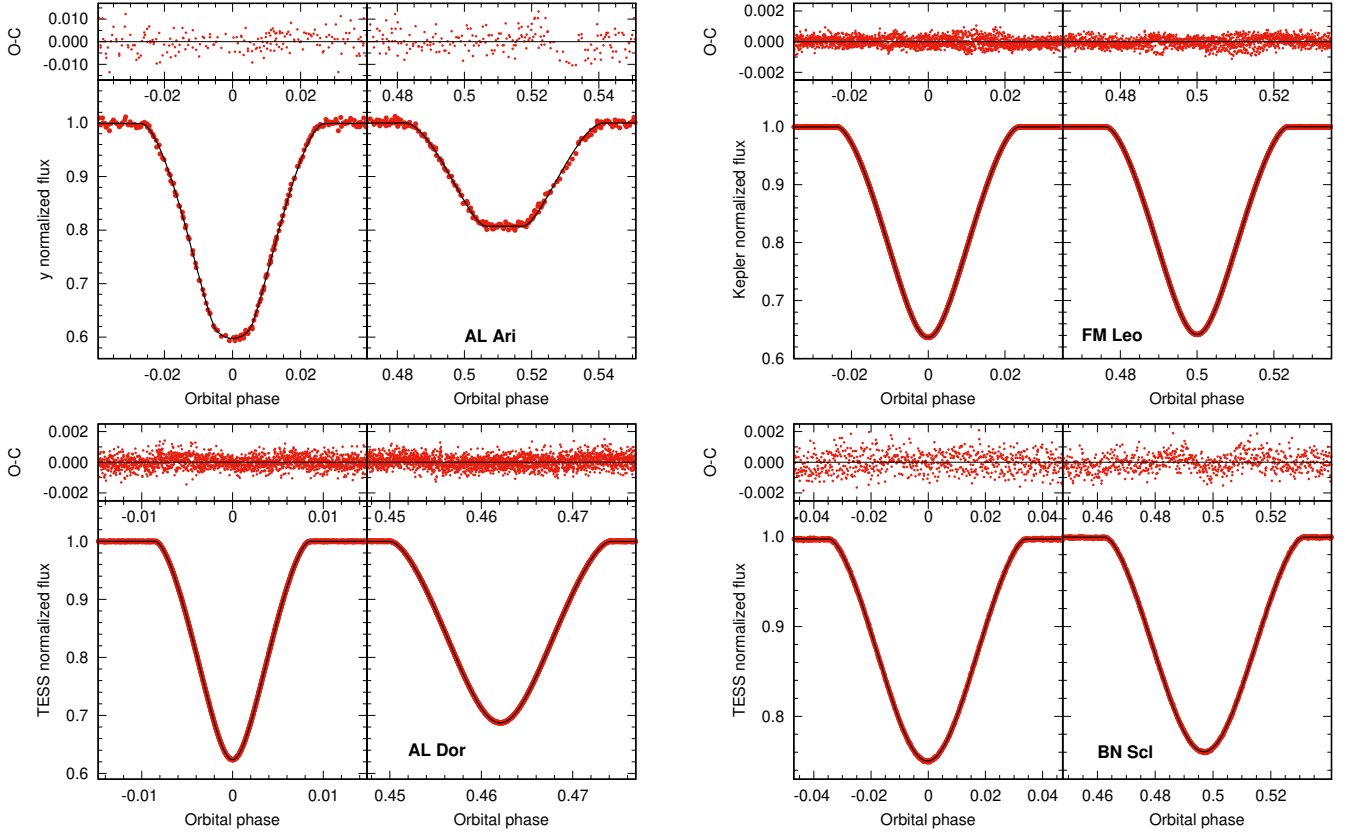 O-C
0.010
0.000
-0.010
-0.02 0 0.02
0.48 0.5 0.52 0.54
y normalized flux
1.0
0.9
0.8
0.7
0.6
AL Ari
-0.02 0 0.02
0.48 0.5 0.52 0.54
Orbital phase Orbital phase
O-C
0.002
0.000
-0.002
-0.02 0 0.02
0.48 0.5 0.52
Kepler normalized flux
1.0
0.9
0.8
0.7
0.6
FM Leo
-0.02 0 0.02
0.48 0.5 0.52
Orbital phase Orbital phase
O-C
0.002
0.000
-0.002
-0.01 0 0.01
0.45 0.46 0.47
TESS normalized flux
1.0
0.9
0.8
0.7
0.6
AL Dor
-0.01 0 0.01
0.45 0.46 0.47
Orbital phase Orbital phase
O-C
0.002
0.000
-0.002
-0.04 -0.02 0 0.02 0.04
0.46 0.48 0.5 0.52
TESS normalized flux
1.0
0.9
0.8
BN Scl
-0.04 -0.02 0 0.02 0.04
0.46 0.48 0.5 0.52
Orbital phase Orbital phase